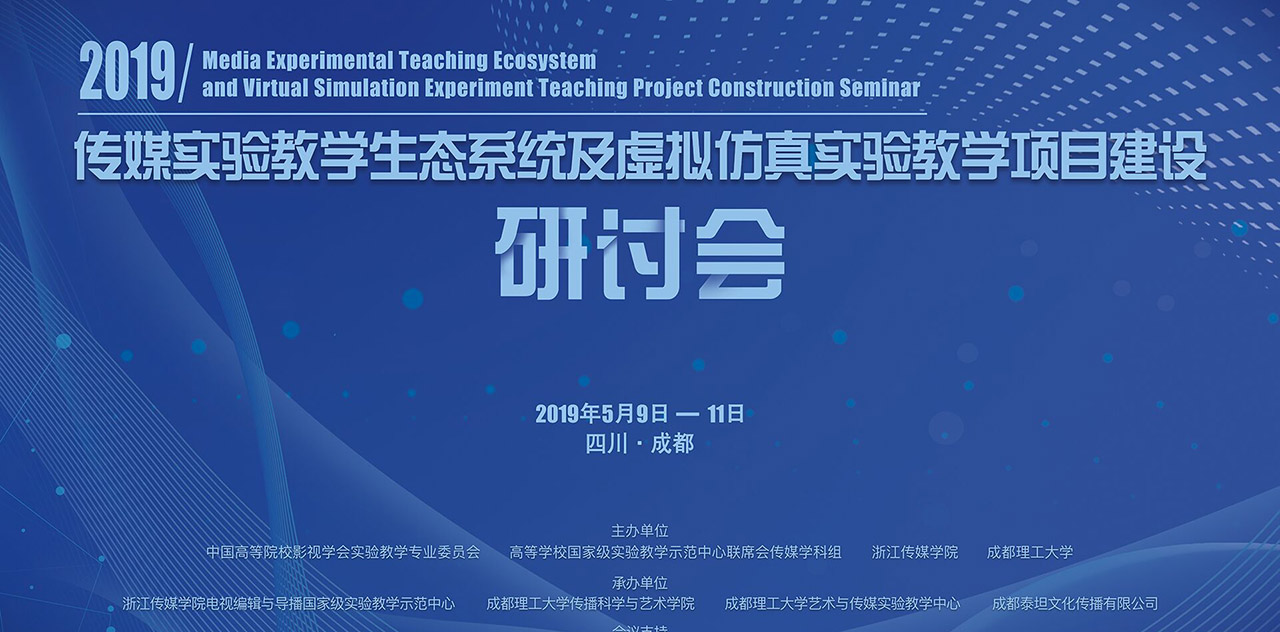 2019/
Media Experimental Teaching Ecosystem
and Virtual Simulation Experiment Teaching Project Construction Seminar
传媒实验教学生态系统及虚拟仿真实验教学项目建设
研讨会
2019年5月9日 — 11日
四川·成都
主办单位
中国高等院校影视学会实验教学专业委员会 高等学校国家级实验教学示范中心联席会传媒学科组 浙江传媒学院 成都理工大学
承办单位
浙江传媒学院电视编辑与导播国家级实验教学示范中心 成都理工大学传播科学与艺术学院 成都理工大学艺术与传媒实验教学中心 成都泰坦文化传播有限公司
会议支持